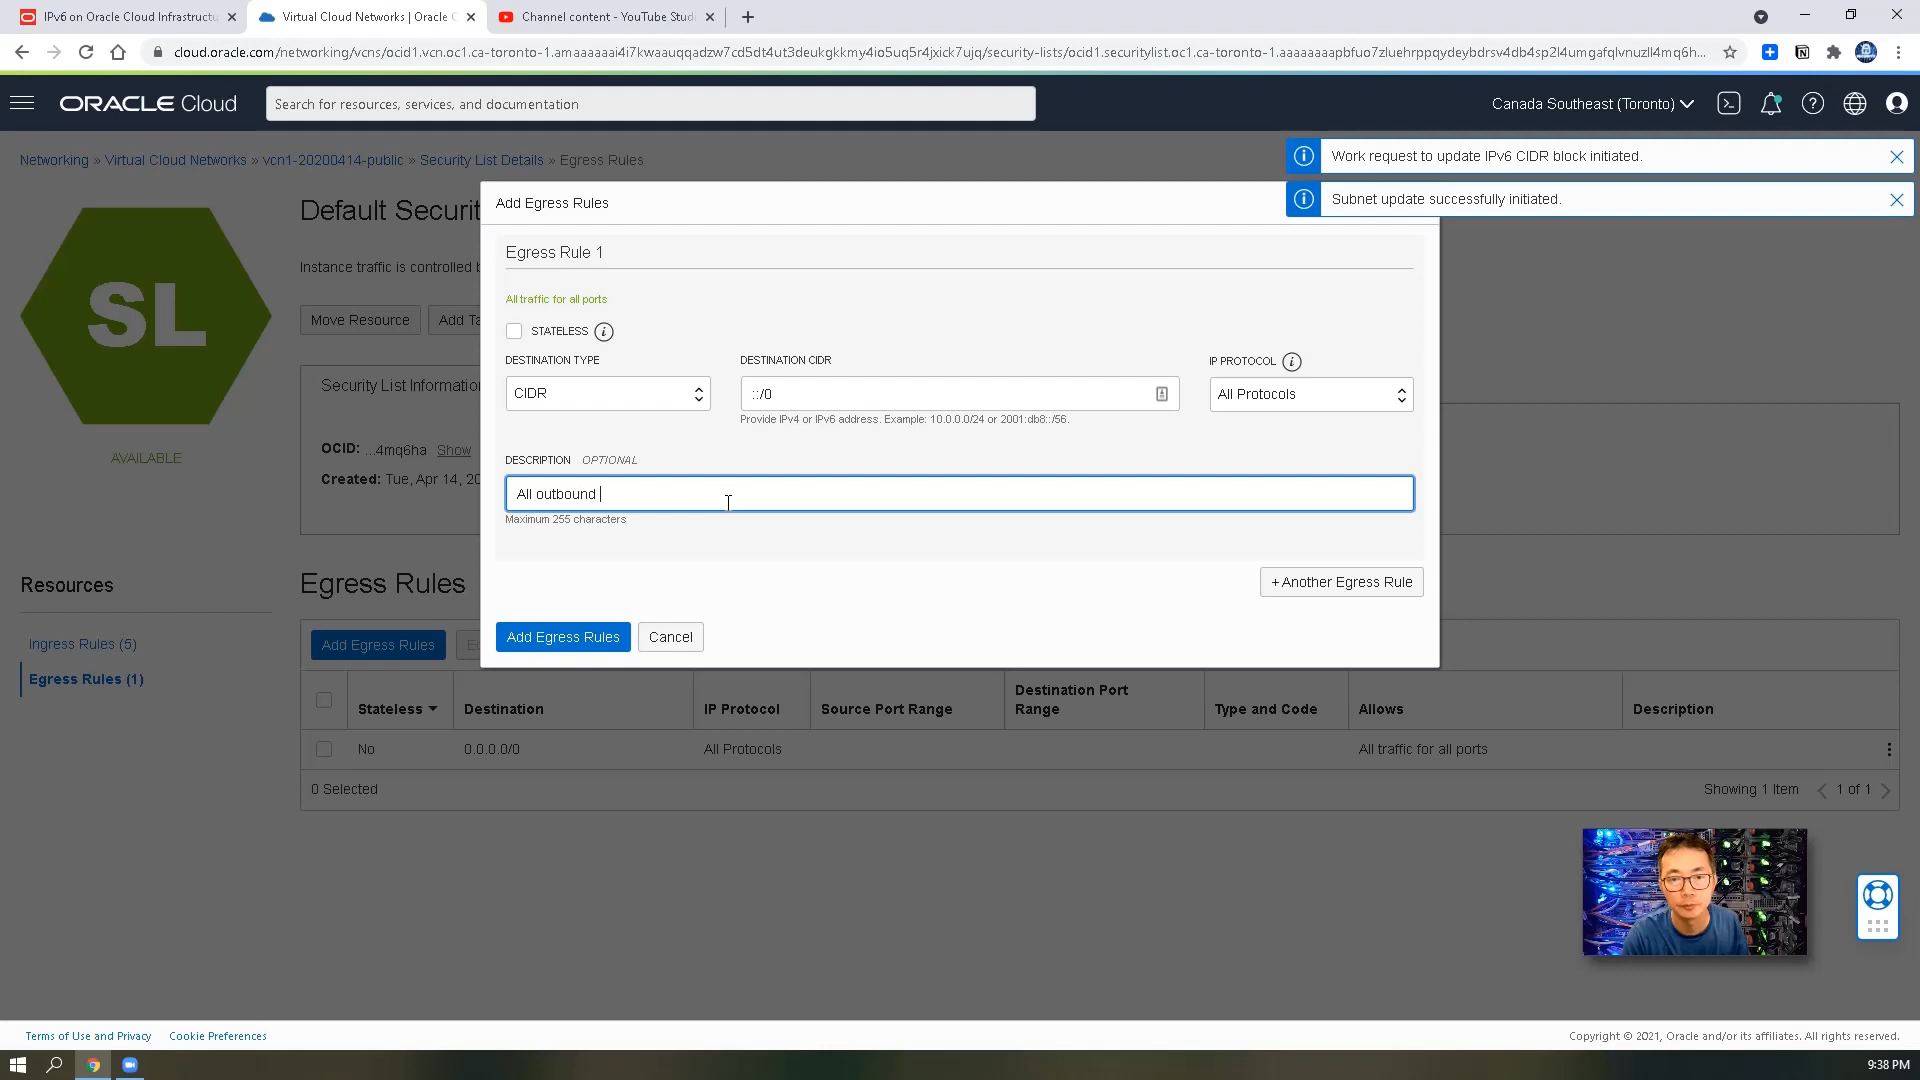 IPv6 on Oracle Cloud Infrastructu
Virtual Cloud Networks | Oracle C
Channel content - YouTube Studi
cloud.oracle.com/networking/vcns/ocid1.vcn.oc1.ca-toronto-1.amaaaaaai4i7kwaauqqadzw7cd5dt4ut3deukgkkmy4io5uq5r4jxick7ujq/security-lists/ocid1.securitylist.oc1.ca-toronto-1.aaaaaaaapbfuo7zluehrppqydeybdrsv4db4sp2l4umgafqlvnuzll4mq6h...
ORACLE Cloud
Search for resources, services, and documentation
Canada Southeast (Toronto)
Networking » Virtual Cloud Networks » vcn1-20200414-public » Security List Details » Egress Rules
Work request to update IPv6 CIDR block initiated.
Subnet update successfully initiated.
SL
AVAILABLE
Default Securit
Instance traffic is controlled b
Move Resource
Add Ta
Security List Informatio
OCID: ...4mq6ha Show
Created: Tue, Apr 14, 20
Add Egress Rules
Egress Rule 1
All traffic for all ports
STATELESS
DESTINATION TYPE
CIDR
DESTINATION CIDR
::/0
Provide IPv4 or IPv6 address. Example: 10.0.0.0/24 or 2001:db8::/56.
IP PROTOCOL
All Protocols
DESCRIPTION OPTIONAL
All outbound
Maximum 255 characters
+ Another Egress Rule
Add Egress Rules
Cancel
Resources
Ingress Rules (5)
Egress Rules (1)
Egress Rules
Add Egress Rules
Stateless
Destination
IP Protocol
Source Port Range
Destination Port
Range
Type and Code
Allows
Description
No
0.0.0.0/0
All Protocols
All traffic for all ports
0 Selected
Showing 1 Item
1 of 1
Terms of Use and Privacy
Cookie Preferences
Copyright © 2021, Oracle and/or its affiliates. All rights reserved.
9:38 PM